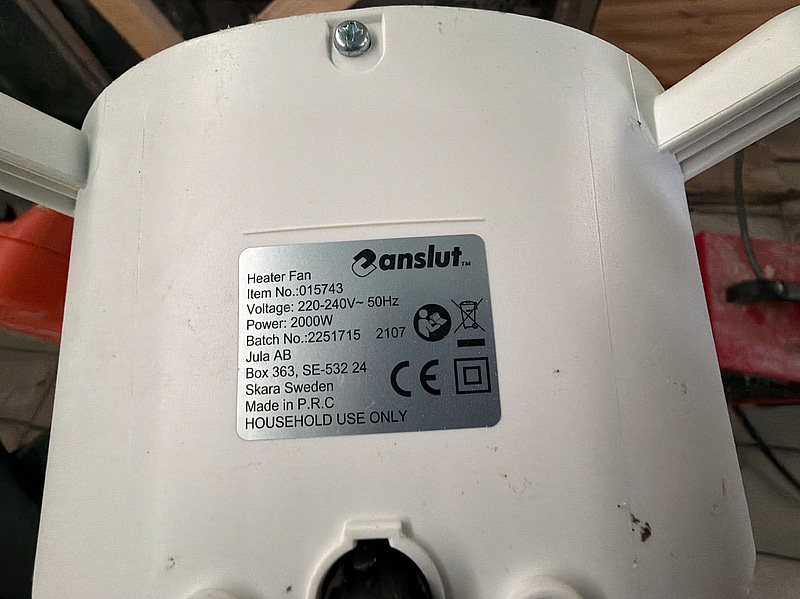 anslut™
Heater Fan
Item No.:015743
Voltage: 220-240V~ 50Hz
Power: 2000W
Batch No.:2251715 2107
Jula AB
Box 363, SE-532 24
Skara Sweden
Made in P.R.C
HOUSEHOLD USE ONLY
CE